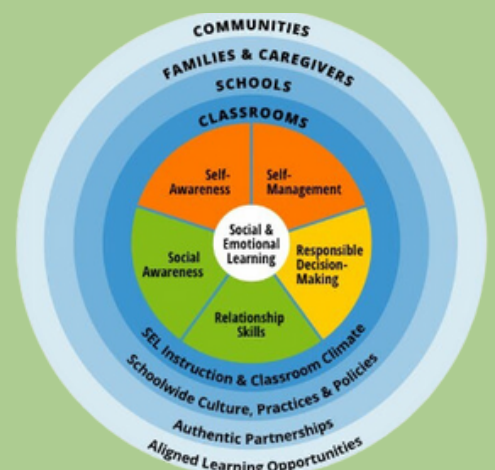 COMMUNITIES
FAMILIES & CAREGIVERS
SCHOOLS
CLASSROOMS
Self-
Awareness
Self-
Management
Social &
Emotional
Learning
Social
Awareness
Responsible
Decision-
Making
Relationship
Skills
SEL Instruction & Classroom Climate
Schoolwide Culture, Practices & Policies
Authentic Partnerships
Aligned Learning Opportunities